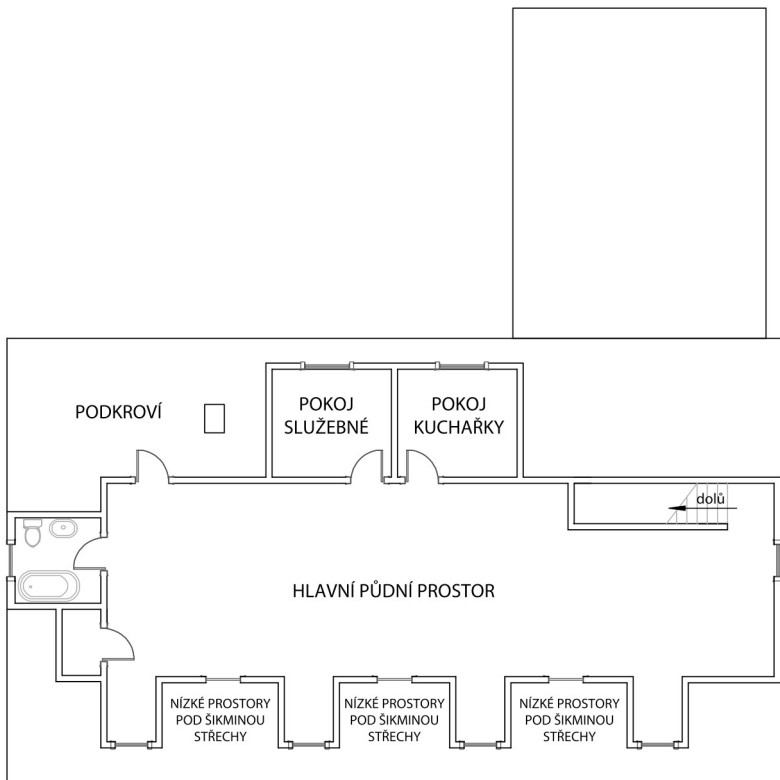 PODKROVÍ
POKOJ
SLUŽEBNÉ
POKOJ
KUCHAŘKY
dolů
HLAVNÍ PŮDNÍ PROSTOR
NÍZKÉ PROSTORY
POD ŠIKMINOU
STŘECHY
NÍZKÉ PROSTORY
POD ŠIKMINOU
STŘECHY
NÍZKÉ PROSTORY
POD ŠIKMINOU
STŘECHY